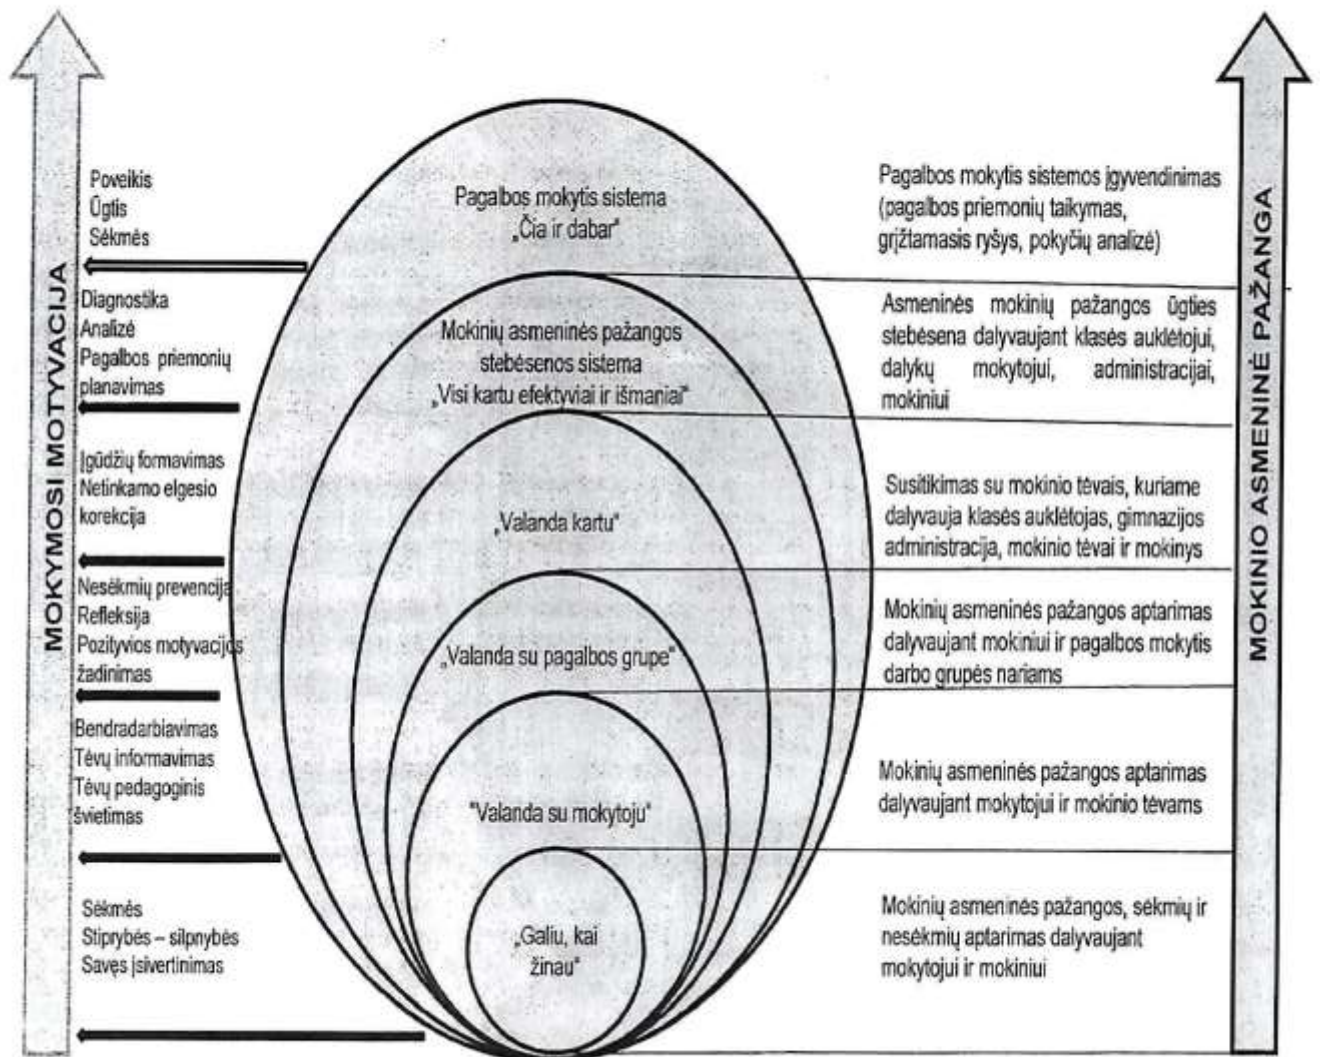 MOKYMOSI MOTYVACIJA
Poveikis
Ūgtis
Sėkmės
Diagnostika
Analizė
Pagalbos priemonių
planavimas
Įgūdžių formavimas
Netinkamo elgesio
korekcija
Nesėkmių prevencija
Refleksija
Pozityvios motyvacijos
žadinimas
Bendradarbiavimas
Tėvų informavimas
Tėvų pedagoginis
švietimas
Sėkmės
Stiprybės – silpnybės
Savęs įsivertinimas
Pagalbos mokytis sistema
„Čia ir dabar“
Mokinių asmeninės pažangos
stebėsenos sistema
„Visi kartu efektyviai ir išmaniai“
„Valanda kartu“
„Valanda su pagalbos grupe“
"Valanda su mokytoju“
„Galiu, kai
žinau“
Pagalbos mokytis sistemos įgyvendinimas
(pagalbos priemonių taikymas,
grįžtamasis ryšys, pokyčių analizė)
Asmeninės mokinių pažangos ūgties
stebėsena dalyvaujant klasės auklėtojui,
dalykų mokytojui, administracijai,
mokiniui
Susitikimas su mokinio tėvais, kuriame
dalyvauja klasės auklėtojas, gimnazijos
administracija, mokinio tėvai ir mokinys
Mokinių asmeninės pažangos aptarimas
dalyvaujant mokiniui ir pagalbos mokytis
darbo grupės nariams
Mokinių asmeninės pažangos aptarimas
dalyvaujant mokytojui ir mokinio tėvams
Mokinių asmeninės pažangos, sėkmių ir
nesėkmių aptarimas dalyvaujant
mokytojui ir mokiniui
MOKINIO ASMENINĖ PAŽANGA